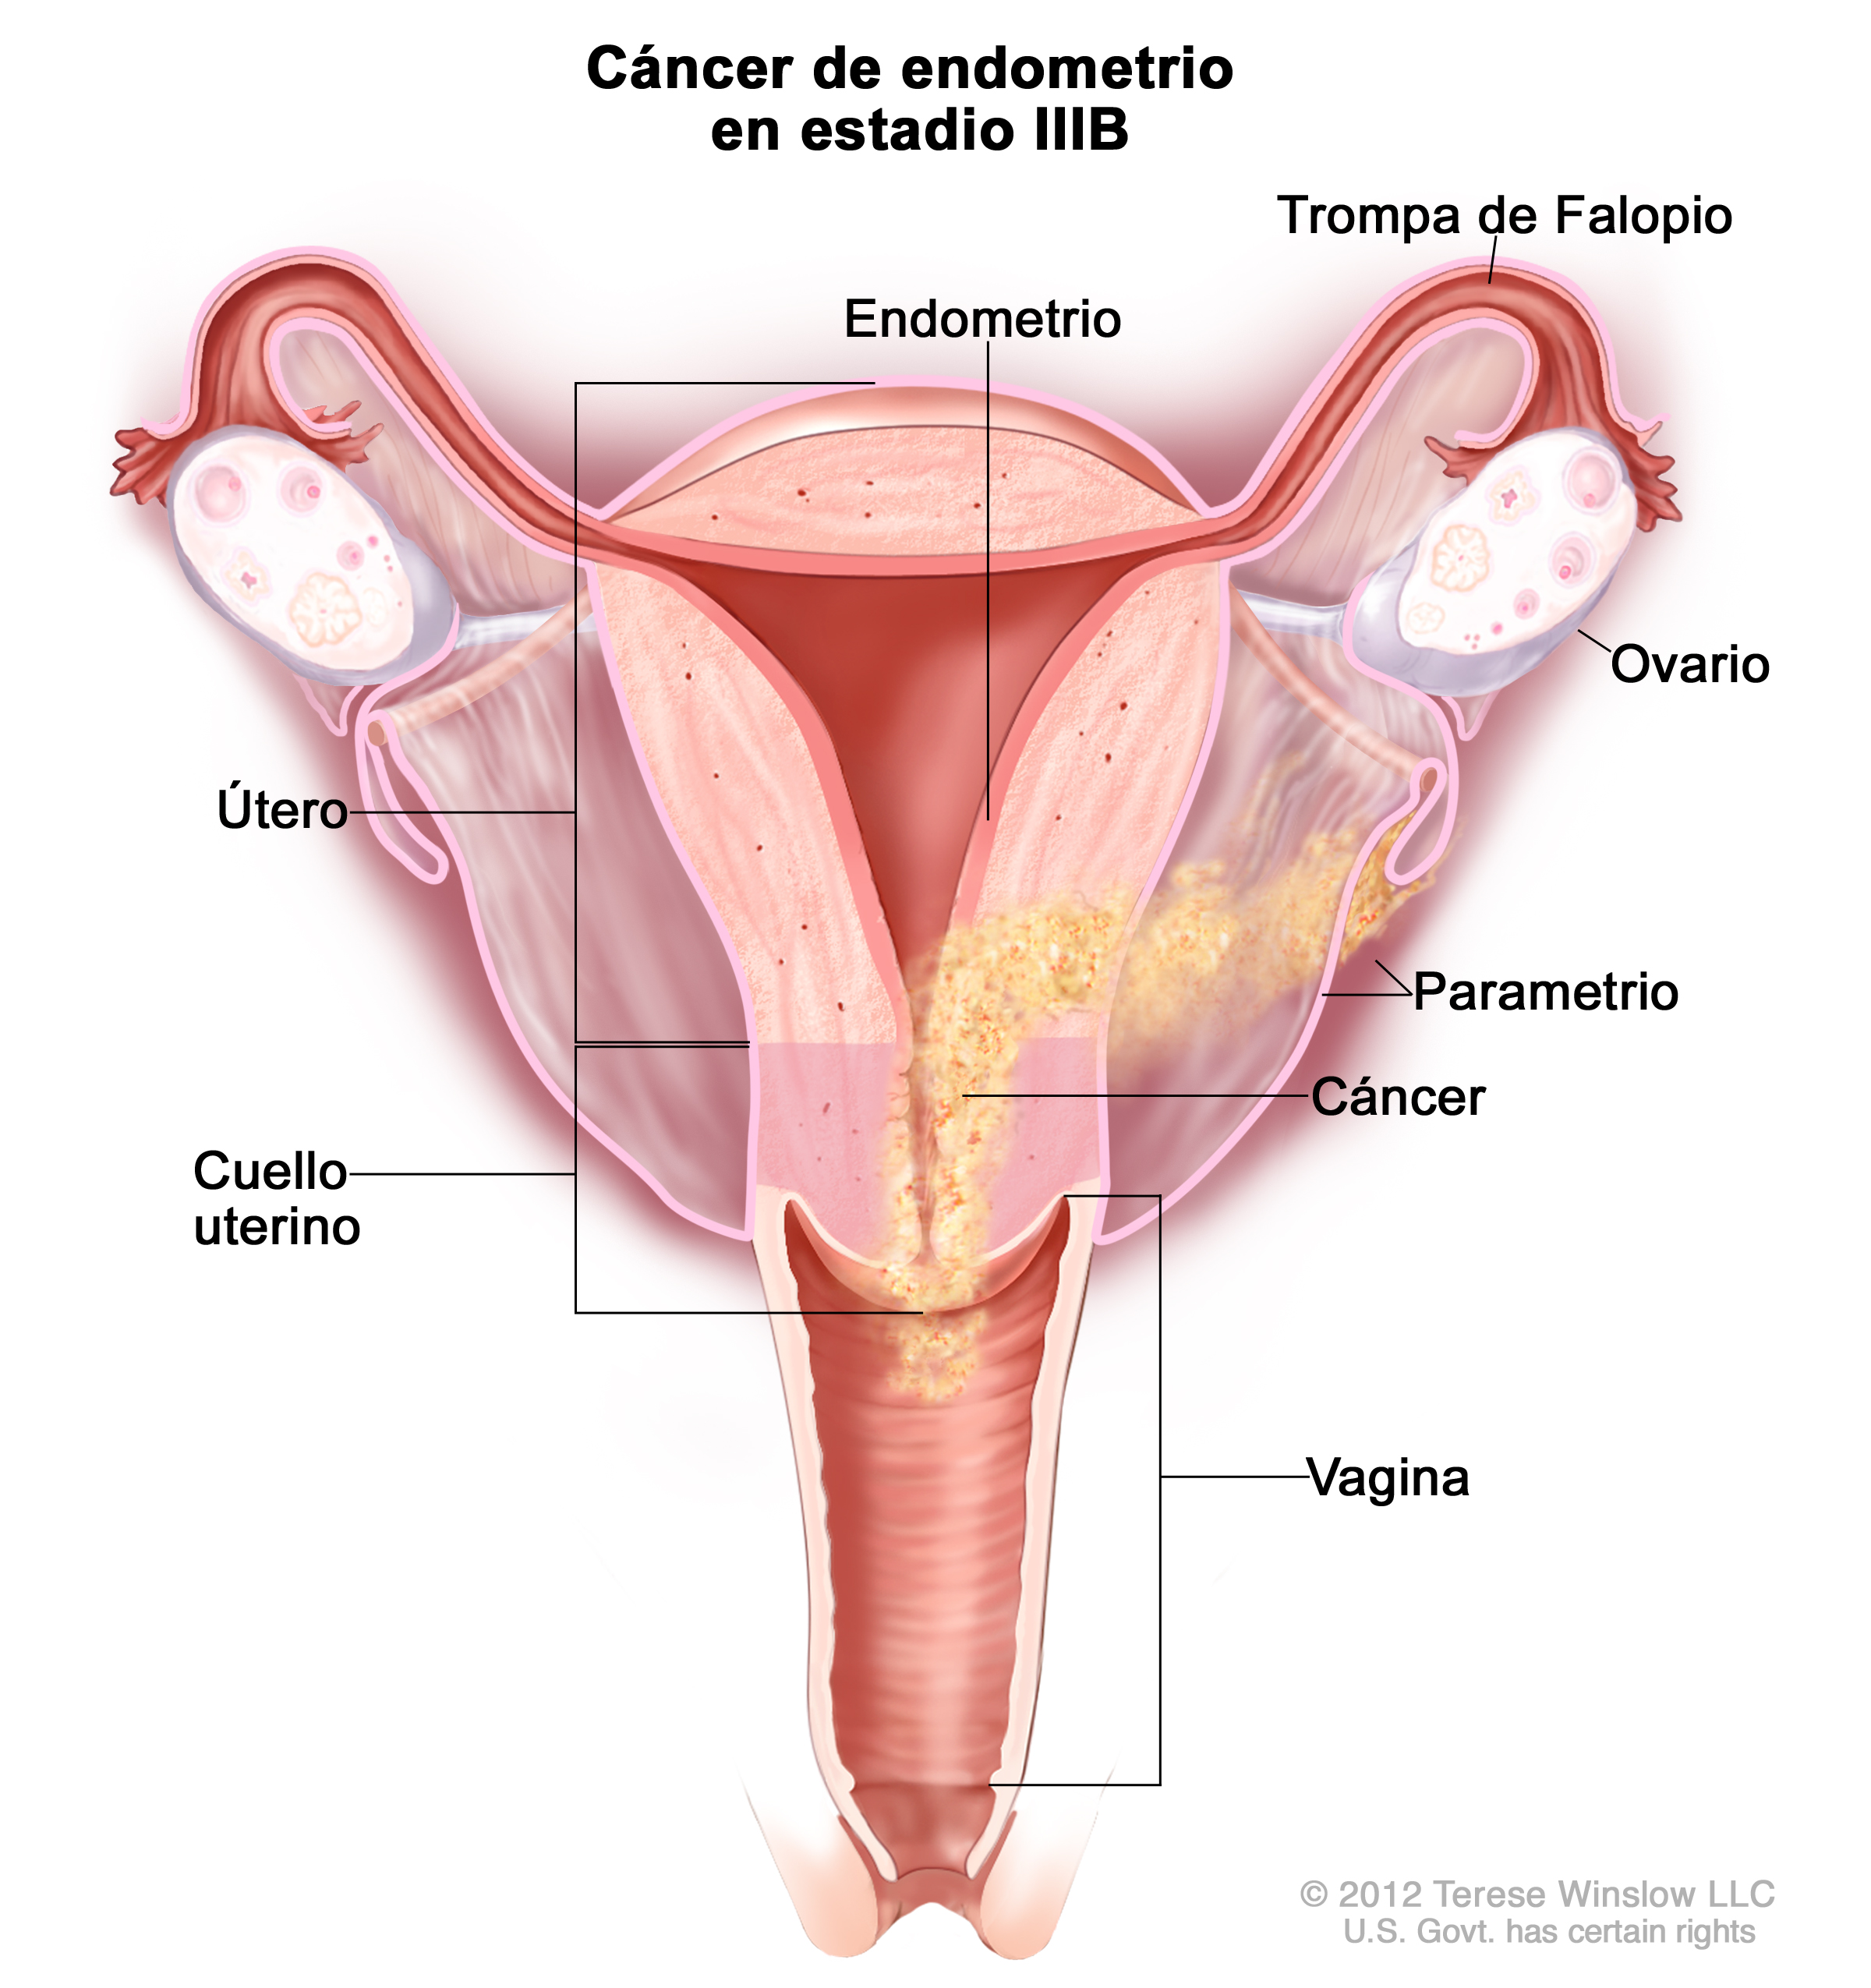 Cáncer de endometrio
en estadio IIIB
Trompa de Falopio
Endometrio
Ovario
Útero
Parametrio
Cáncer
Cuello
uterino
Vagina
© 2012 Terese Winslow LLC
U.S. Govt. has certain rights